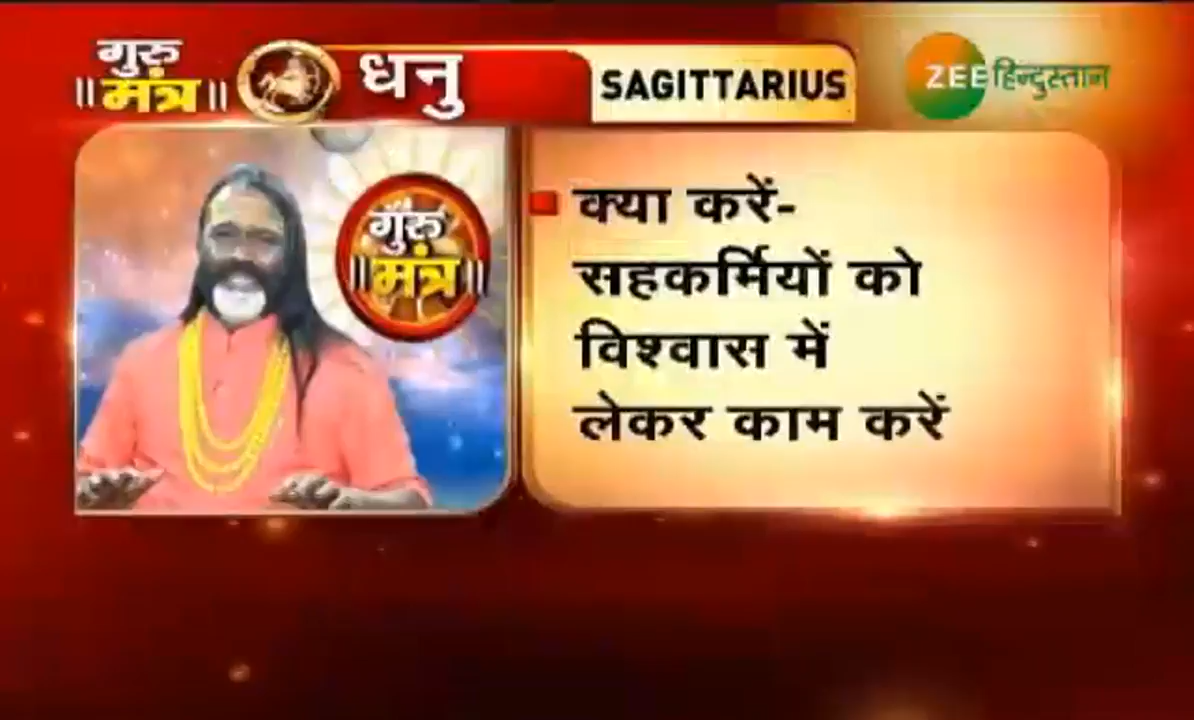 गुरु
॥ मंत्र ॥
धनु
SAGITTARIUS
ZEE हिन्दुस्तान
गुरु
॥ मंत्र ॥
क्या करें-
सहकर्मियों को
विश्वास में
लेकर काम करें